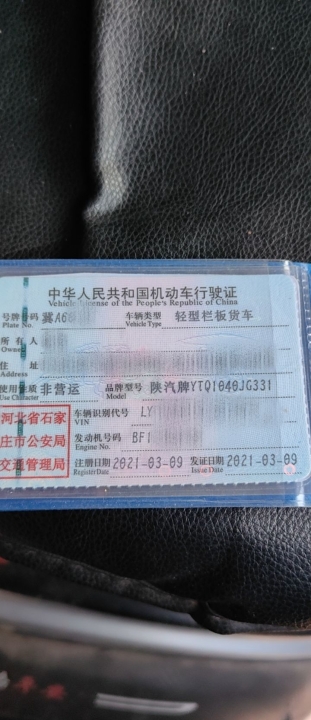 中华人民共和国机动车行驶证
Vehicle License of the People's Republic of China
号牌号码 冀A6 车辆类型 轻型栏板货车
Plate No. Vehicle Type
所有人
Owner
住址
Address
使用性质 非营运 品牌型号 陕汽牌YTQ1040JG331
Use Character Model
河北省石家
庄市公安局
交通管理局
车辆识别代号 LY
VIN
发动机号码 BF1
Engine No.
注册日期 2021-03-09 发证日期 2021-03-09
Register Date Issue Date